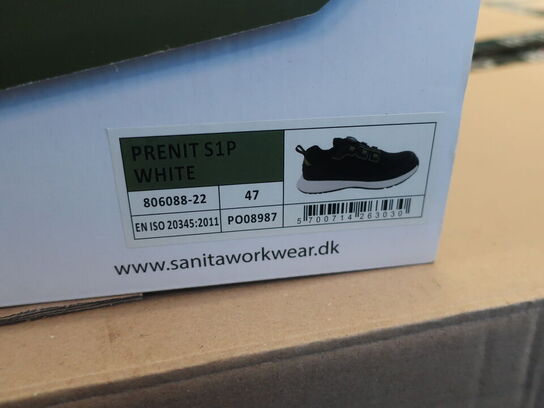 PRENIT S1P
WHITE
806088-22 47
EN ISO 20345:2011 PO08987
5 700714 263030
www.sanitaworkwear.dk